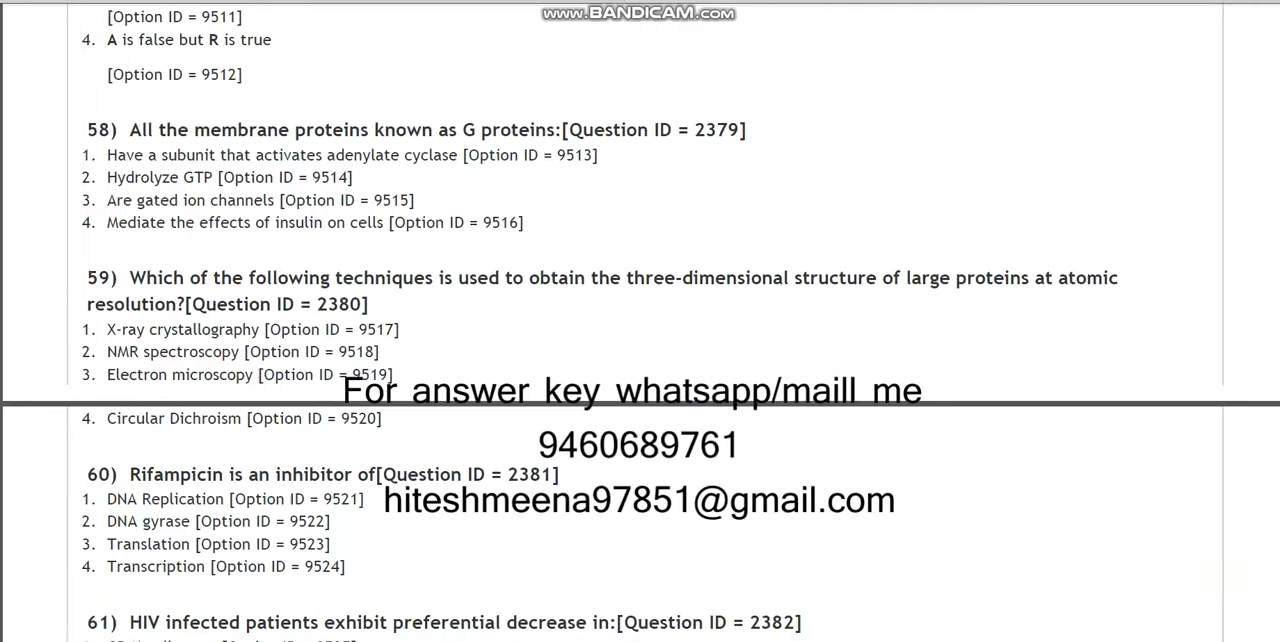 www.BANDICAM.com
[Option ID = 9511]
4. A is false but R is true
[Option ID = 9512]
58) All the membrane proteins known as G proteins:[Question ID = 2379]
1. Have a subunit that activates adenylate cyclase [Option ID = 9513]
2. Hydrolyze GTP [Option ID = 9514]
3. Are gated ion channels [Option ID = 9515]
4. Mediate the effects of insulin on cells [Option ID = 9516]
59) Which of the following techniques is used to obtain the three-dimensional structure of large proteins at atomic
resolution?[Question ID = 2380]
1. X-ray crystallography [Option ID = 9517]
2. NMR spectroscopy [Option ID = 9518]
3. Electron microscopy [Option ID = 9519]
For answer key whatsapp/maill me
4. Circular Dichroism [Option ID = 9520]
9460689761
60) Rifampicin is an inhibitor of[Question ID = 2381]
1. DNA Replication [Option ID = 9521]
hiteshmeena97851@gmail.com
2. DNA gyrase [Option ID = 9522]
3. Translation [Option ID = 9523]
4. Transcription [Option ID = 9524]
61) HIV infected patients exhibit preferential decrease in:[Question ID = 2382]